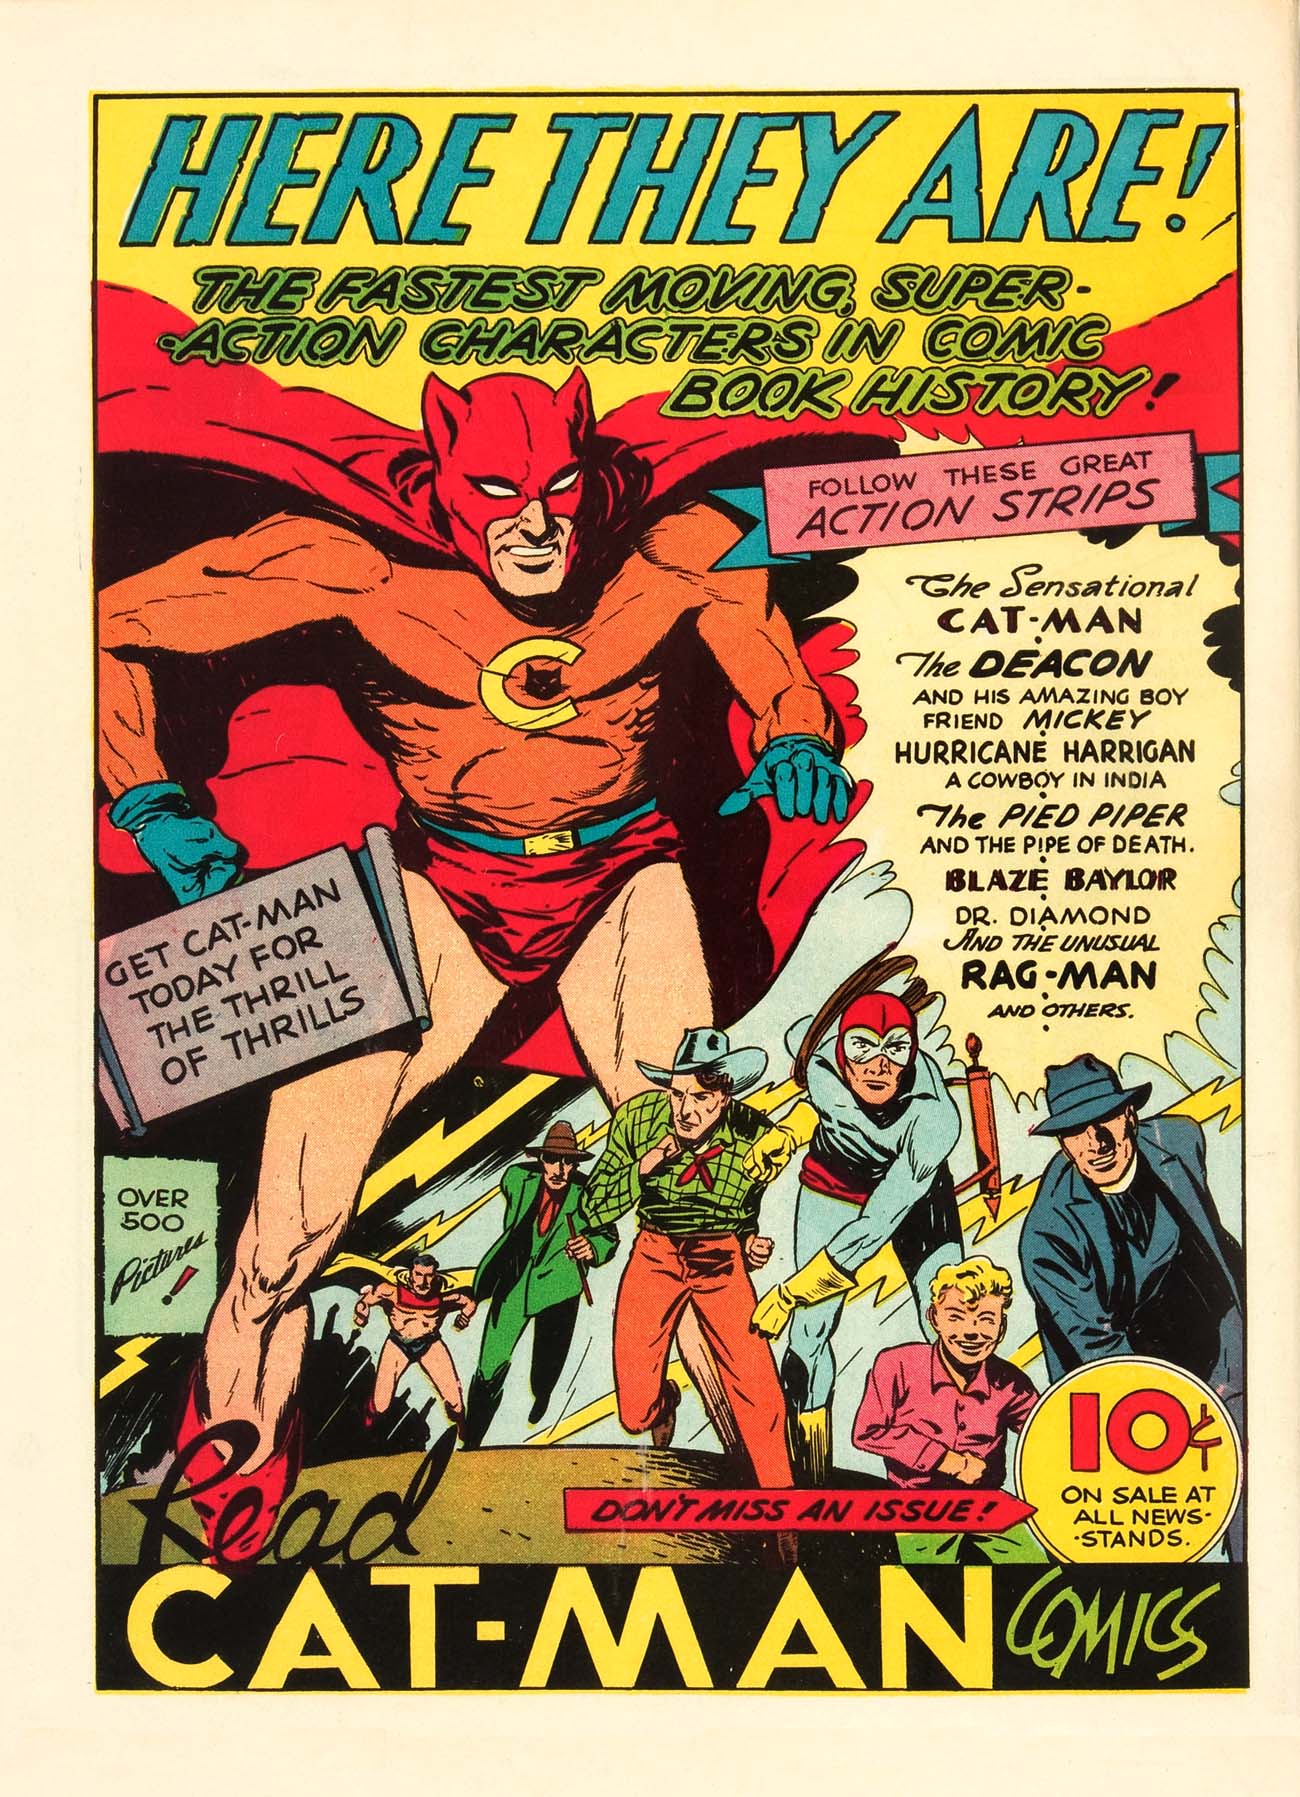 HERE THEY ARE!
THE FASTEST MOVING, SUPER-
-ACTION CHARACTERS IN COMIC
BOOK HISTORY!
FOLLOW THESE GREAT
ACTION STRIPS
The Sensational
CAT-MAN
The DEACON
AND HIS AMAZING BOY
FRIEND MICKEY
HURRICANE HARRIGAN
A COWBOY IN INDIA
The PIED PIPER
AND THE PIPE OF DEATH.
BLAZE BAYLOR
DR. DIAMOND
AND THE UNUSUAL
RAG-MAN
AND OTHERS.
C
GET CAT-MAN
TODAY FOR
THE THRILL
OF THRILLS
OVER
500
Pictures
!
10¢
ON SALE AT
ALL NEWS-
-STANDS.
DON'T MISS AN ISSUE!
Read
CAT-MAN COMICS